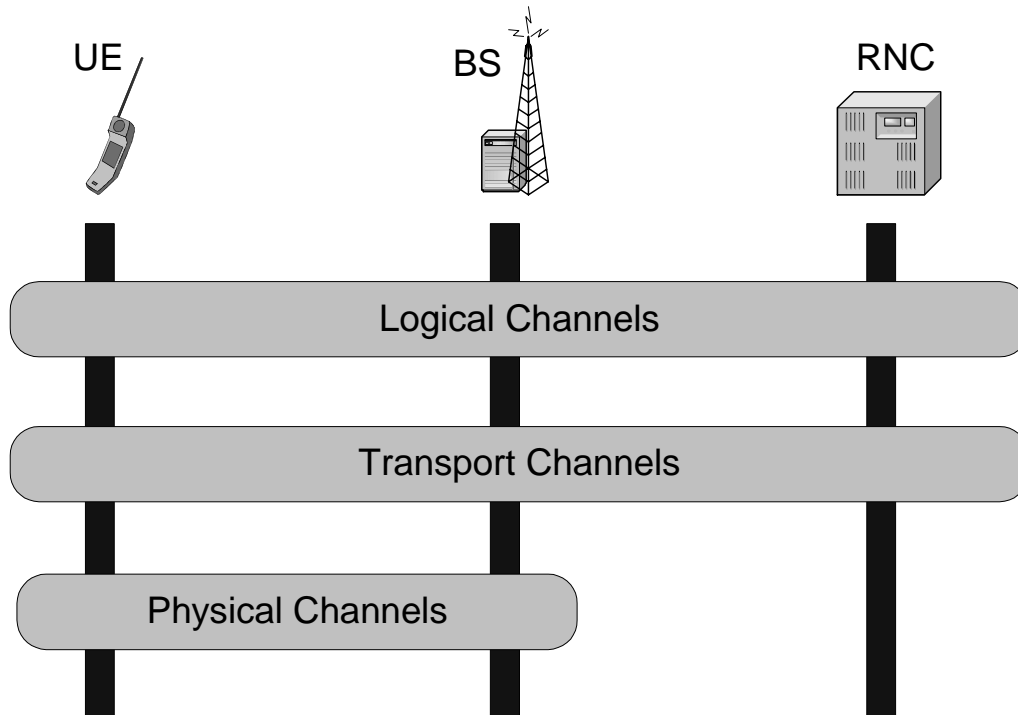 UE
BS
RNC
Logical Channels
Transport Channels
Physical Channels